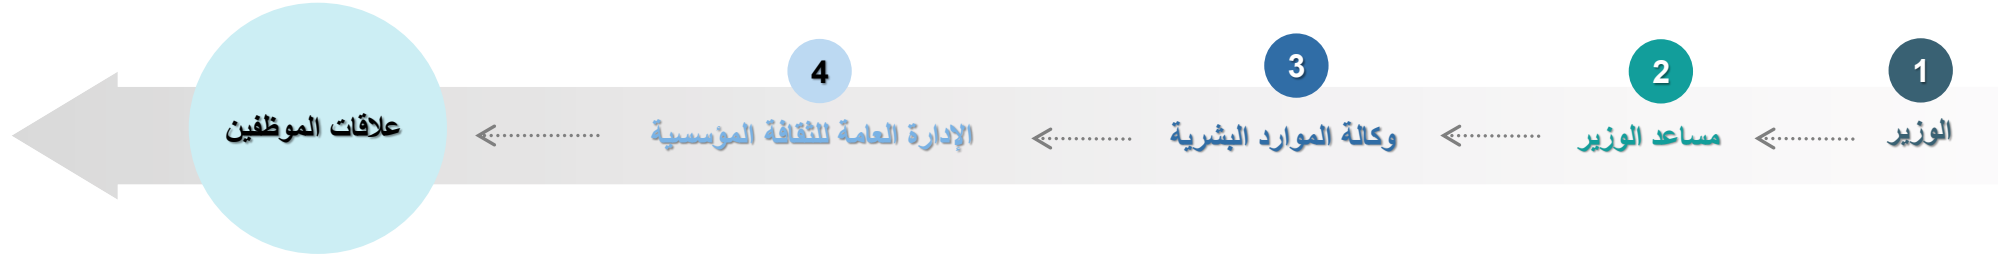 1
الوزير
2
مساعد الوزير
3
وكالة الموارد البشرية
4
الإدارة العامة للثقافة المؤسسية
علاقات الموظفين